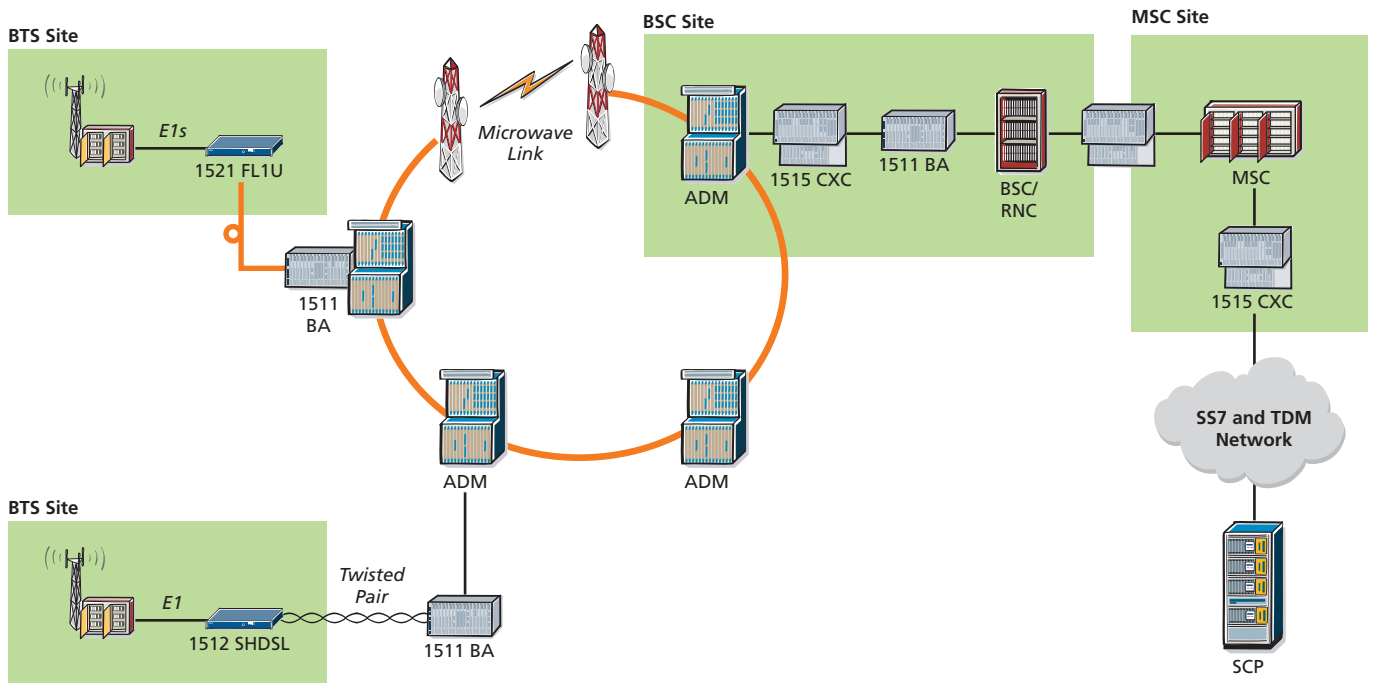 BTS Site
E1s
1521 FL1U
1511
BA
Microwave
Link
BSC Site
ADM
1515 CXC
1511 BA
BSC/
RNC
MSC Site
MSC
1515 CXC
SS7 and TDM
Network
SCP
ADM
ADM
BTS Site
E1
1512 SHDSL
Twisted
Pair
1511 BA